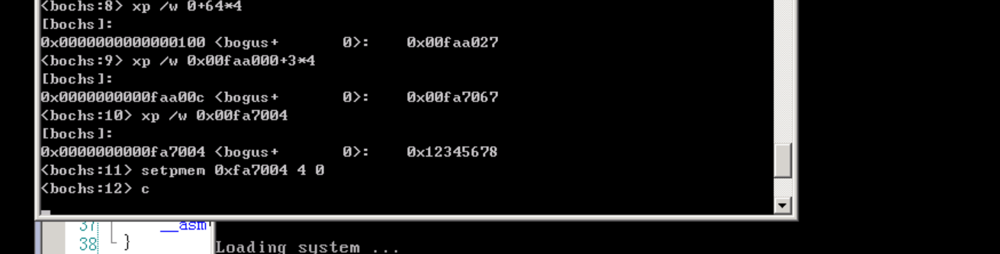 <bochs:8> xp /w 0+64*4
[bochs]:
0x0000000000000100 <bogus+       0>:    0x00faa027
<bochs:9> xp /w 0x00faa000+3*4
[bochs]:
0x0000000000faa00c <bogus+       0>:    0x00fa7067
<bochs:10> xp /w 0x00fa7004
[bochs]:
0x0000000000fa7004 <bogus+       0>:    0x12345678
<bochs:11> setpmem 0xfa7004 4 0
<bochs:12> c
37 __asm
38 }
Loading system ...